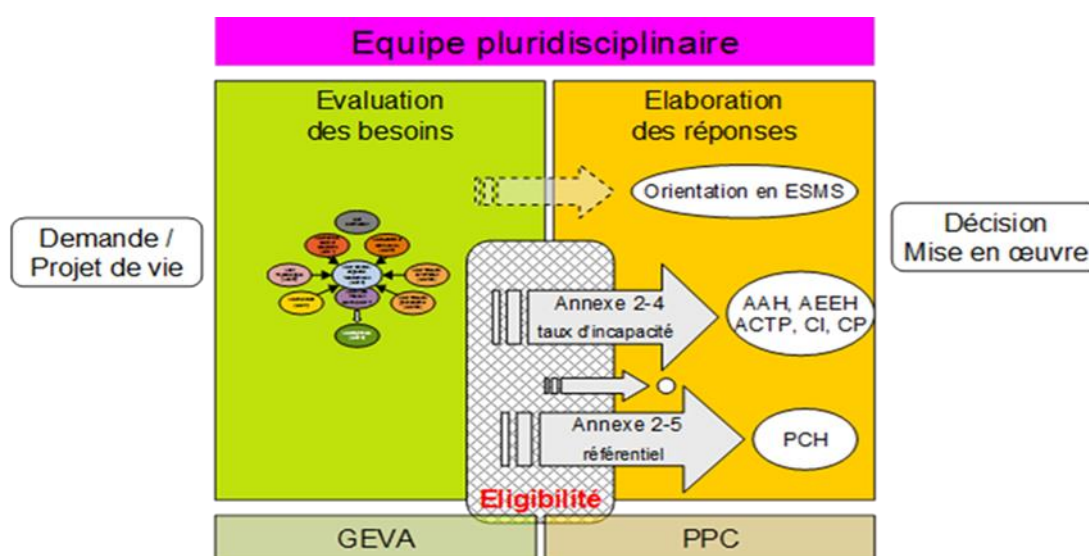 Equipe pluridisciplinaire
Evaluation
des besoins
Elaboration
des réponses
Orientation en ESMS
Demande /
Projet de vie
Décision
Mise en œuvre
Annexe 2-4
taux d'incapacité
AAH, AEEH
ACTP, CI, CP
Annexe 2-5
référentiel
PCH
Eligibilité
GEVA
PPC